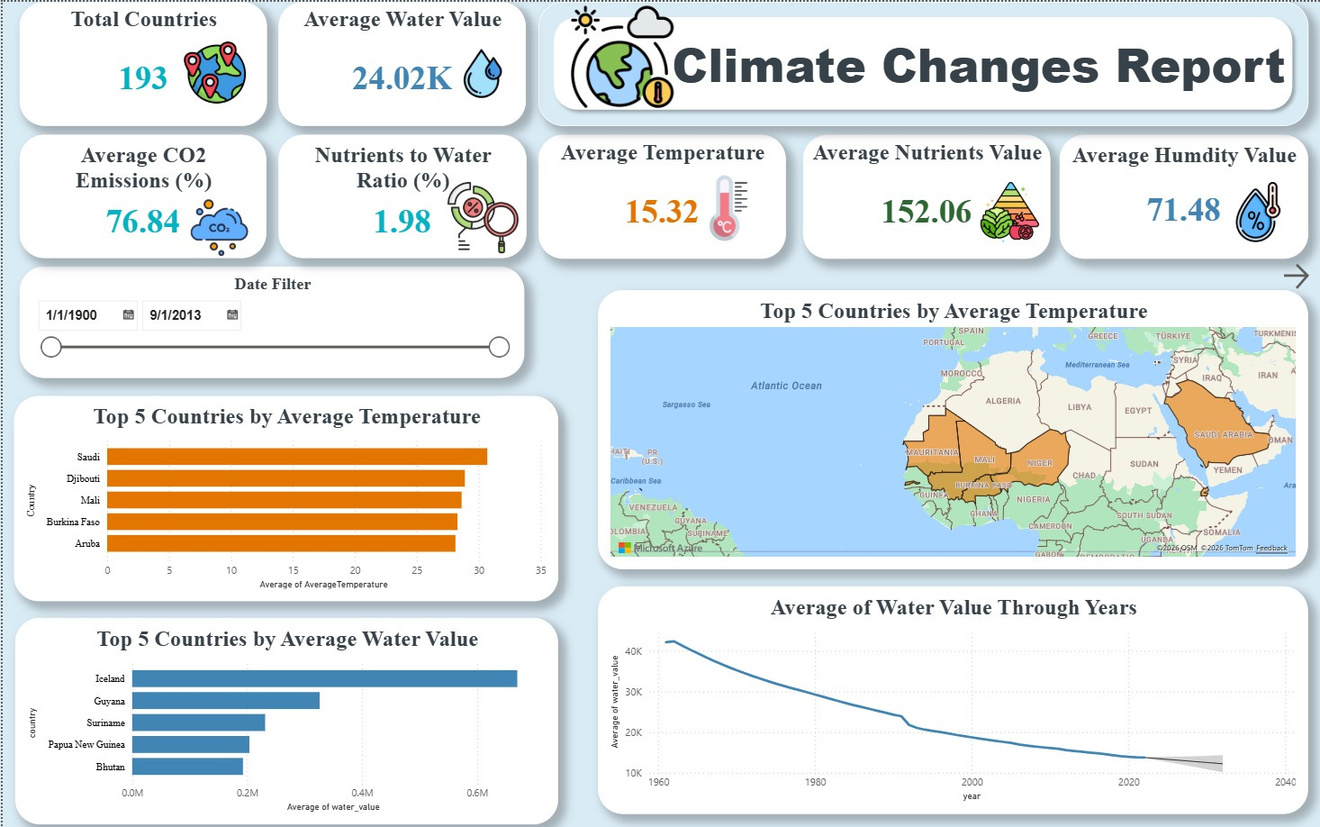 Total Countries
193
Average Water Value
24.02K
Climate Changes Report
Average CO2
Emissions (%)
76.84
CO₂
Nutrients to Water
Ratio (%)
%
1.98
Average Temperature
15.32
°C
Average Nutrients Value
152.06
Average Humdity Value
71.48
%
Date Filter
1/1/1900
9/1/2013
Top 5 Countries by Average Temperature
Country
Saudi
Djibouti
Mali
Burkina Faso
Aruba
0 5 10 15 20 25 30 35
Average of AverageTemperature
Top 5 Countries by Average Water Value
country
Iceland
Guyana
Suriname
Papua New Guinea
Bhutan
0.0M 0.2M 0.4M 0.6M
Average of water_value
Top 5 Countries by Average Temperature
SPAIN
PORTUGAL
GREECE
TÜRKIYE
TURKMENIS
Mediterranean Sea
SYRIA
IRAQ
IRAN
MOROCCO
Atlantic Ocean
Sargasso Sea
ALGERIA
LIBYA
EGYPT
SAUDI ARABIA
OMAN
HAITI
PR
(U.S.)
MAURITANIA
MALI
NIGER
CHAD
SUDAN
YEMEN
Caribbean Sea
Ara
BURKINA FASO
GUINEA
NIGERIA
GHANA
VENEZUELA
GUYANA
SURINAME
OLOMBIA
CAMEROON
SOUTH SUDAN
SOMALIA
UGANDA
GABON
DEMOCRATIC
Microsoft Azure
©2026 OSM ©2026 TomTom Feedback
Average of Water Value Through Years
Average of water_value
40K
30K
20K
10K
1960 1980 2000 2020 2040
year